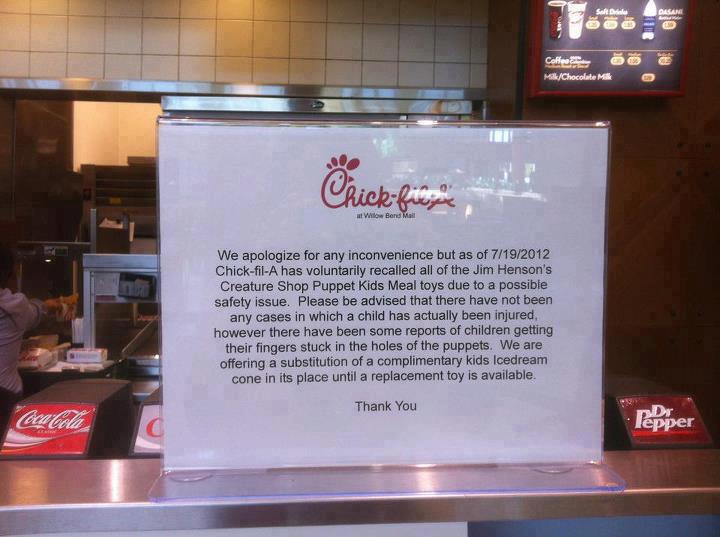 Soft Drinks
DASANI
Coffee
Milk/Chocolate Milk
Chick-fil-A
at Willow Bend Mall
We apologize for any inconvenience but as of 7/19/2012
Chick-fil-A has voluntarily recalled all of the Jim Henson's
Creature Shop Puppet Kids Meal toys due to a possible
safety issue. Please be advised that there have not been
any cases in which a child has actually been injured,
however there have been some reports of children getting
their fingers stuck in the holes of the puppets. We are
offering a substitution of a complimentary kids Icedream
cone in its place until a replacement toy is available.
Thank You
Coca-Cola
CLASSIC
C
Dr
Pepper